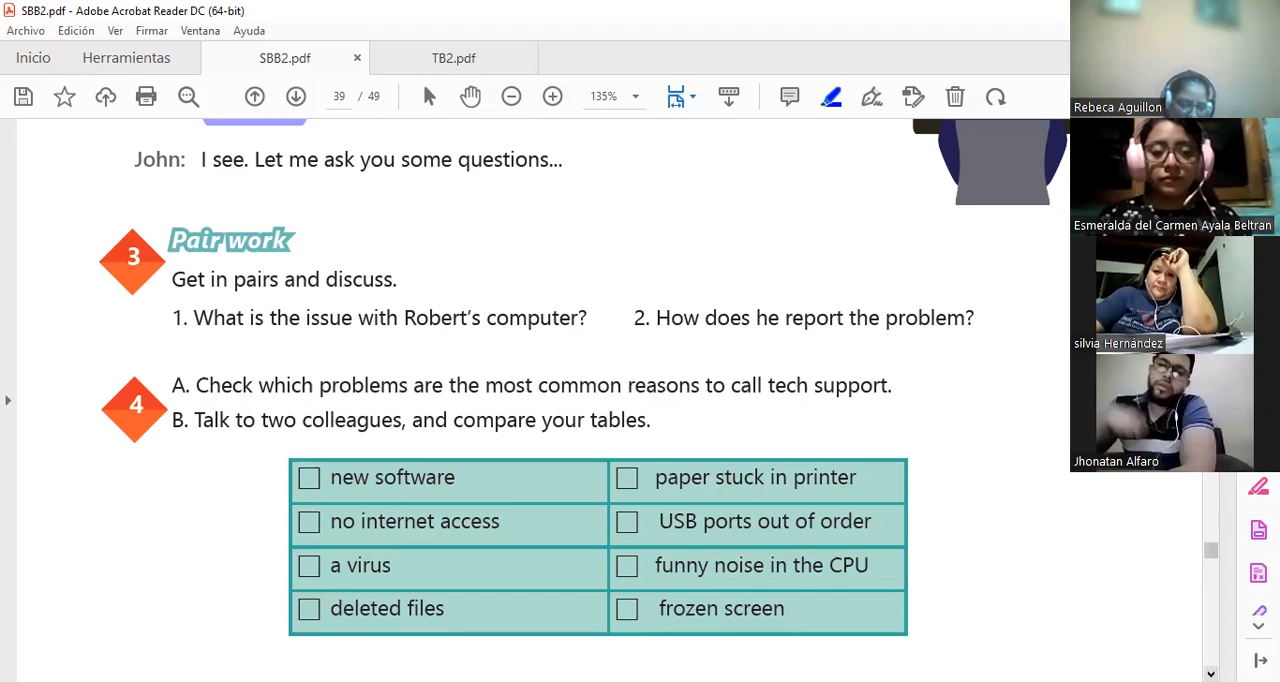 SBB2.pdf - Adobe Acrobat Reader DC (64-bit)
Archivo Edición Ver Firmar Ventana Ayuda
Inicio Herramientas SBB2.pdf × TB2.pdf
39 / 49 135%
John: I see. Let me ask you some questions...
3 Pair work
Get in pairs and discuss.
1. What is the issue with Robert's computer? 2. How does he report the problem?
4 A. Check which problems are the most common reasons to call tech support.
B. Talk to two colleagues, and compare your tables.
new software paper stuck in printer
no internet access USB ports out of order
a virus funny noise in the CPU
deleted files frozen screen
Rebeca Aguillon
Esmeralda del Carmen Ayala Beltran
silvia Hernández
Jhonatan Alfaro